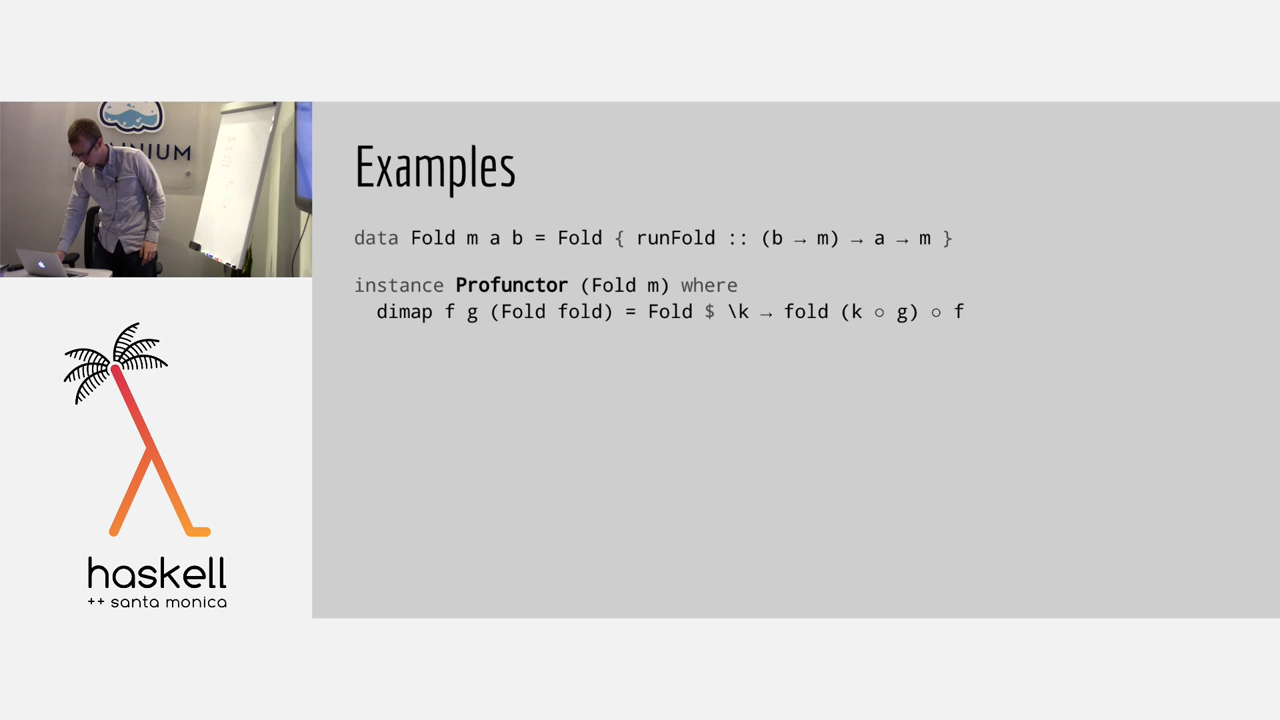 Examples
data Fold m a b = Fold { runFold :: (b → m) → a → m }
instance Profunctor (Fold m) where
dimap f g (Fold fold) = Fold $ \k → fold (k ○ g) ○ f
haskell
++ santa monica